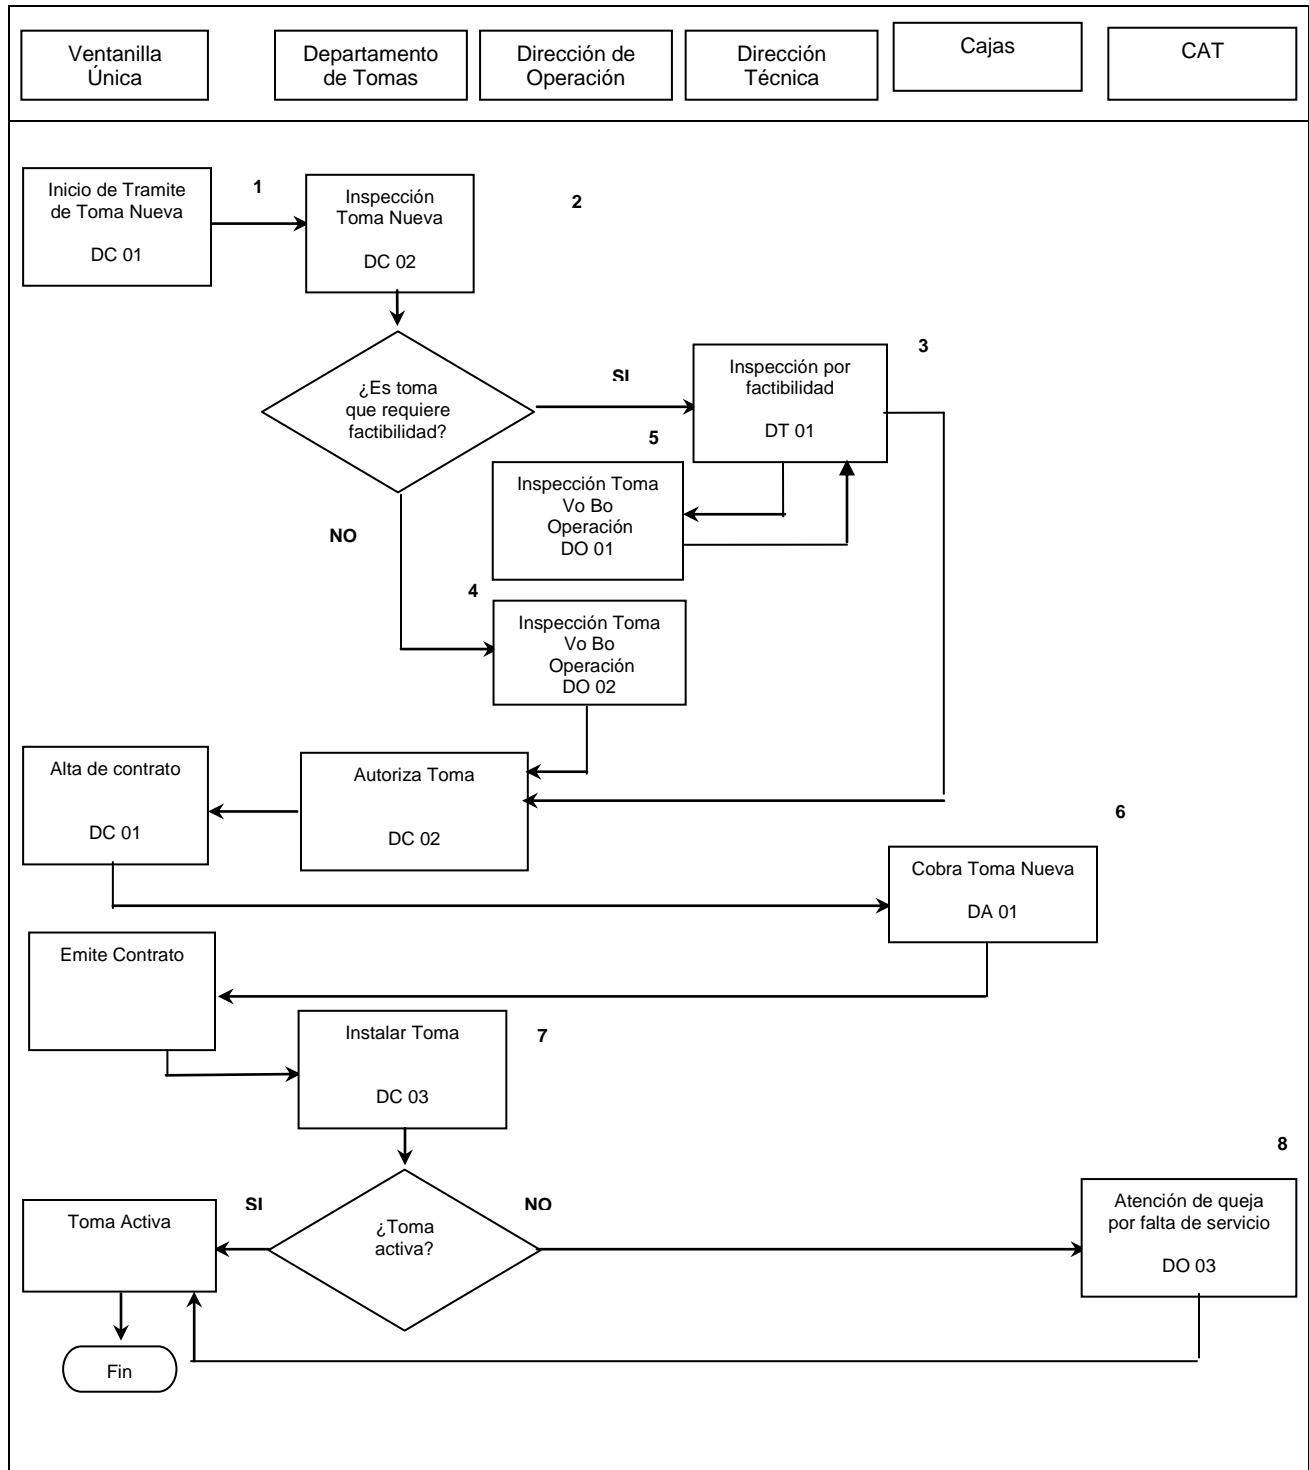 Ventanilla
Única
Departamento
de Tomas
Dirección de
Operación
Dirección
Técnica
Cajas
CAT
Inicio de Tramite
de Toma Nueva
DC 01
1
Inspección
Toma Nueva
DC 02
2
¿Es toma
que requiere
factibilidad?
SI
Inspección por
factibilidad
DT 01
3
5
Inspección Toma
Vo Bo
Operación
DO 01
NO
4
Inspección Toma
Vo Bo
Operación
DO 02
Alta de contrato
DC 01
Autoriza Toma
DC 02
6
Cobra Toma Nueva
DA 01
Emite Contrato
Instalar Toma
DC 03
7
8
Toma Activa
SI
¿Toma
activa?
NO
Atención de queja
por falta de servicio
DO 03
Fin